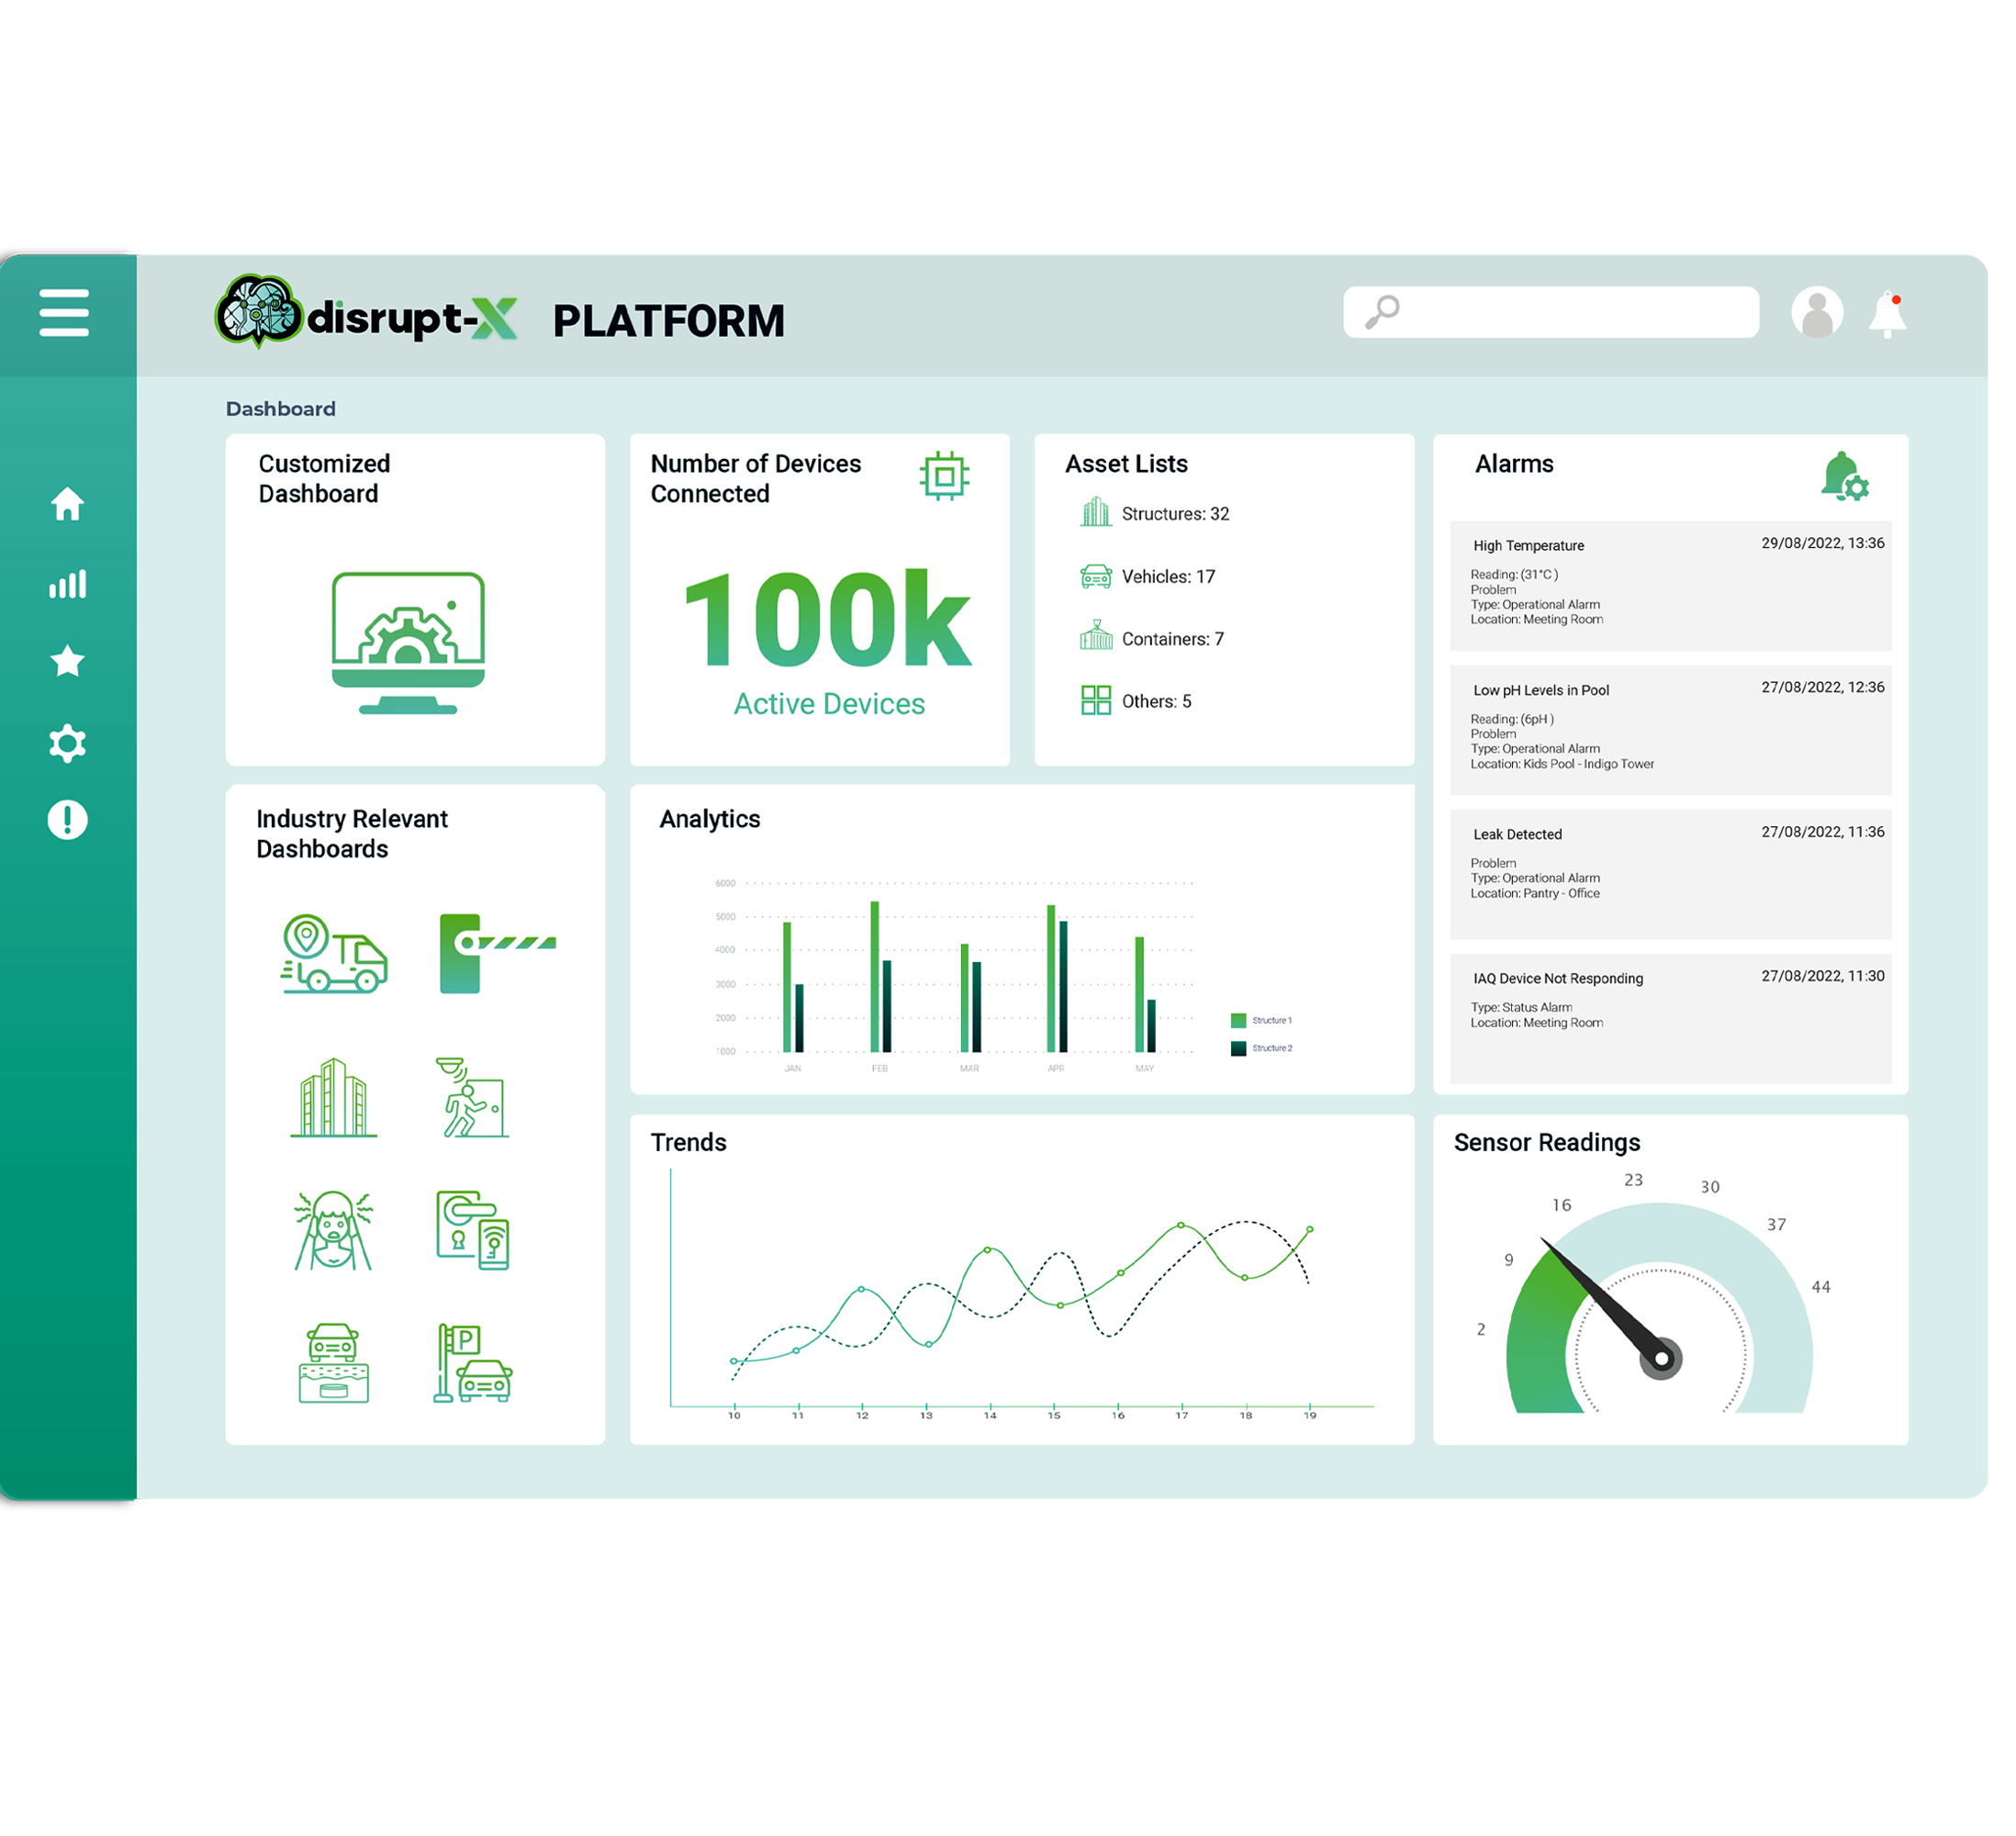 disrupt-X PLATFORM
Dashboard
Customized
Dashboard
Number of Devices
Connected
100k
Active Devices
Asset Lists
Structures: 32
Vehicles: 17
Containers: 7
Others: 5
Alarms
High Temperature
29/08/2022, 13:36
Reading: (31°C )
Problem
Type: Operational Alarm
Location: Meeting Room
Low pH Levels in Pool
27/08/2022, 12:36
Reading: (6pH )
Problem
Type: Operational Alarm
Location: Kids Pool - Indigo Tower
Leak Detected
27/08/2022, 11:36
Problem
Type: Operational Alarm
Location: Pantry - Office
IAQ Device Not Responding
27/08/2022, 11:30
Type: Status Alarm
Location: Meeting Room
Industry Relevant
Dashboards
P
Analytics
6000
5000
4000
3000
2000
1000
JAN FEB MAR APR MAY
Structure 1
Structure 2
Trends
10 11 12 13 14 15 16 17 18 19
Sensor Readings
2
9
16
23
30
37
44